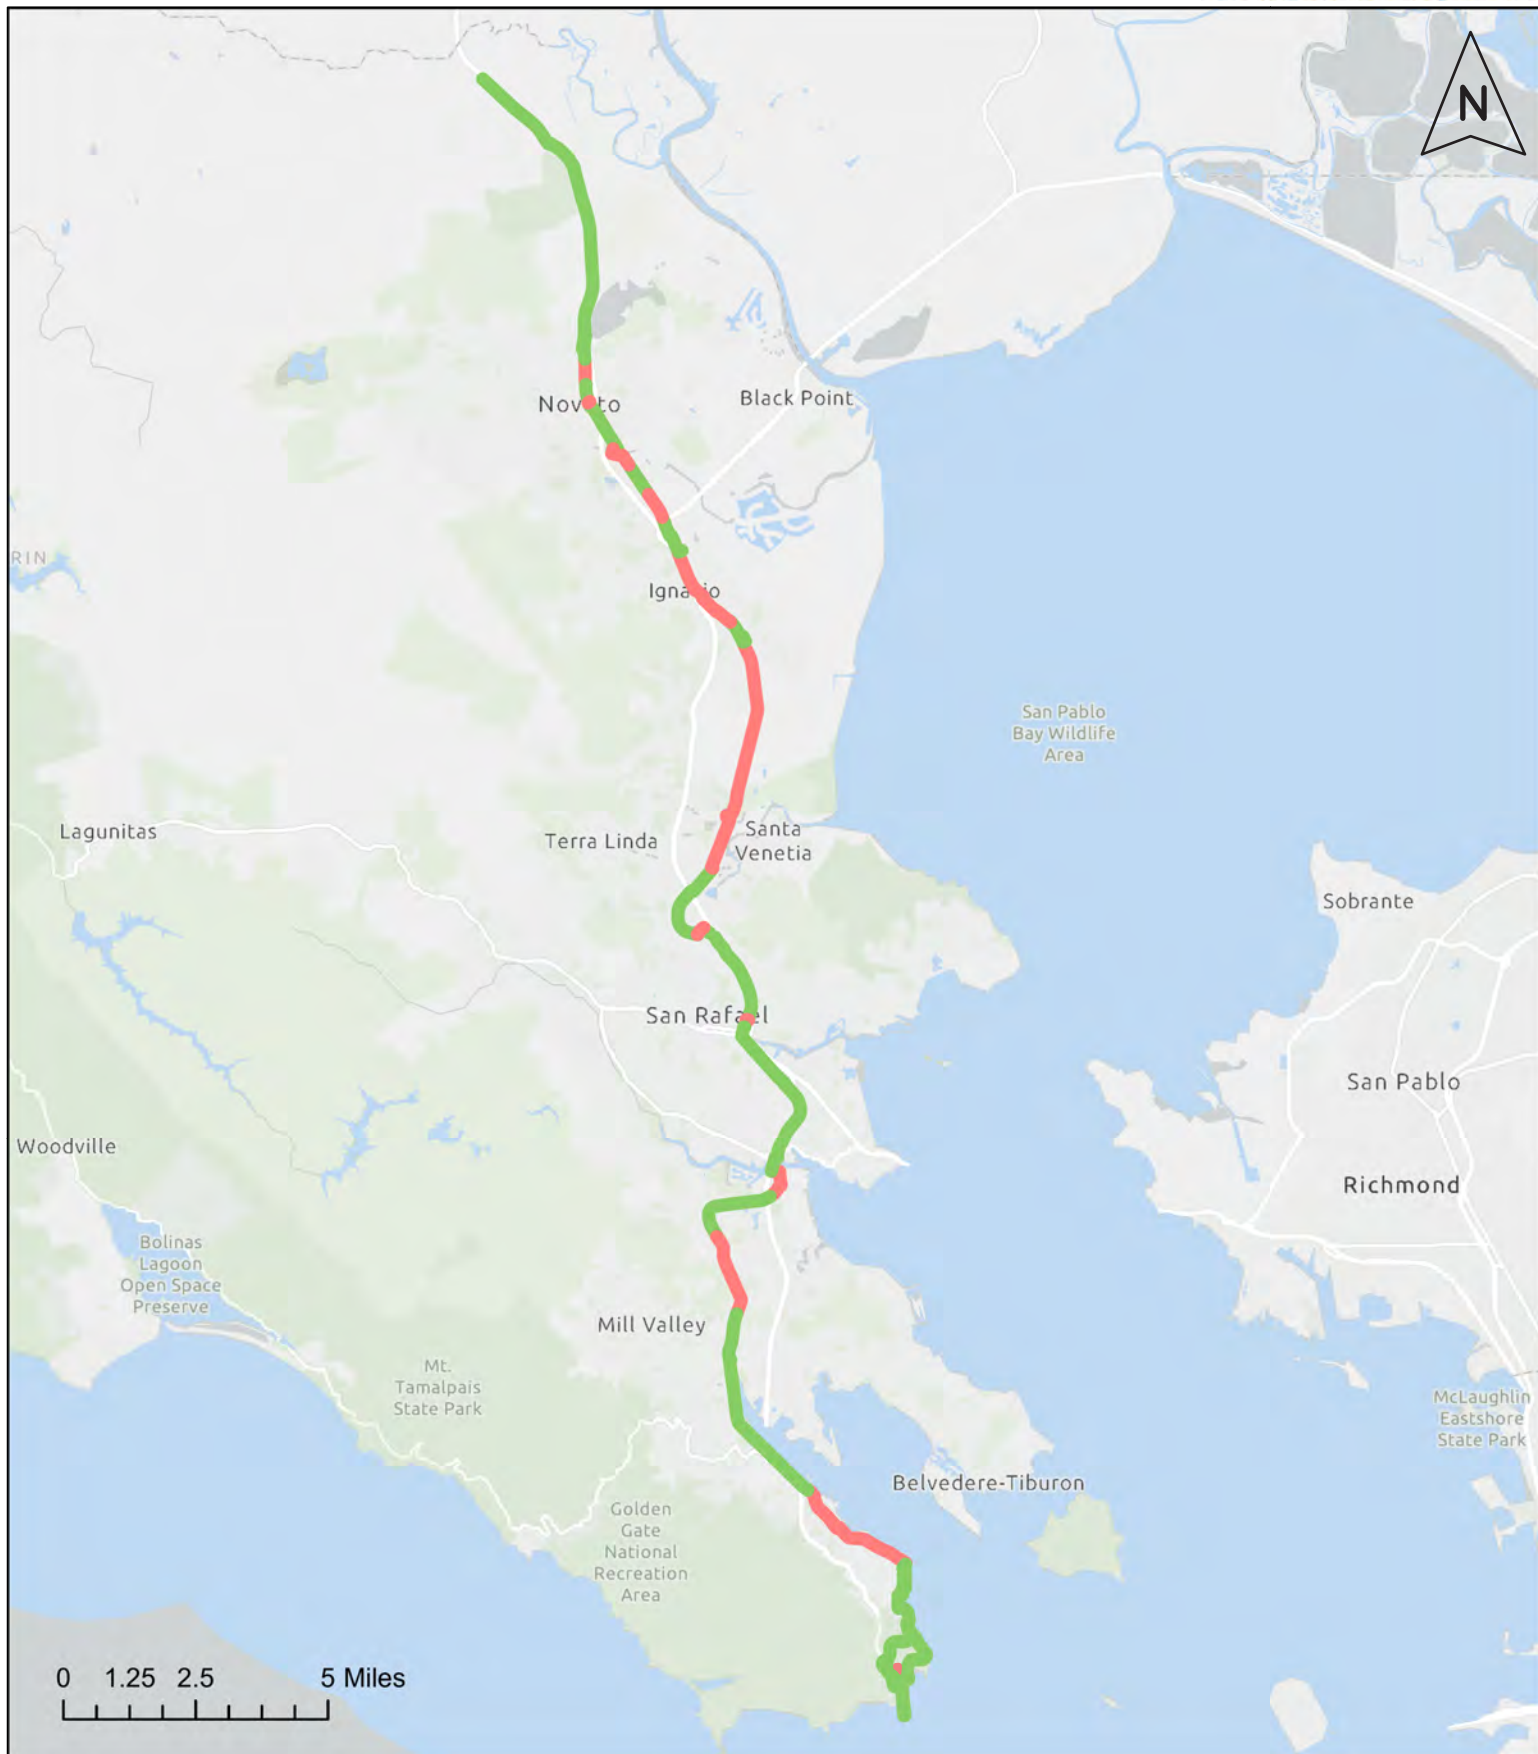 N
Novato
Black Point
RIN
Ignacio
San Pablo
Bay Wildlife
Area
Lagunitas
Terra Linda
Santa
Venetia
Sobrante
San Rafael
San Pablo
Woodville
Richmond
Bolinas
Lagoon
Open Space
Preserve
Mill Valley
Mt.
Tamalpais
State Park
McLaughlin
Eastshore
State Park
Belvedere-Tiburon
Golden
Gate
National
Recreation
Area
0 1.25 2.5 5 Miles